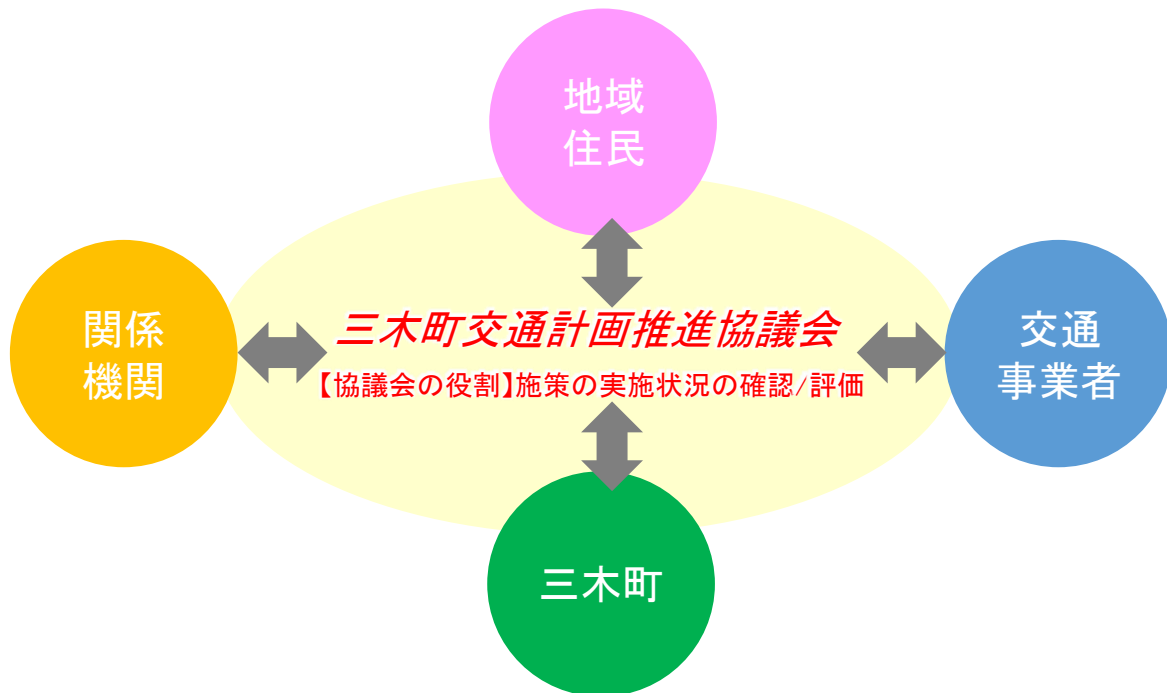 地域
住民
関係
機関
三木町交通計画推進協議会
【協議会の役割】施策の実施状況の確認/評価
交通
事業者
三木町